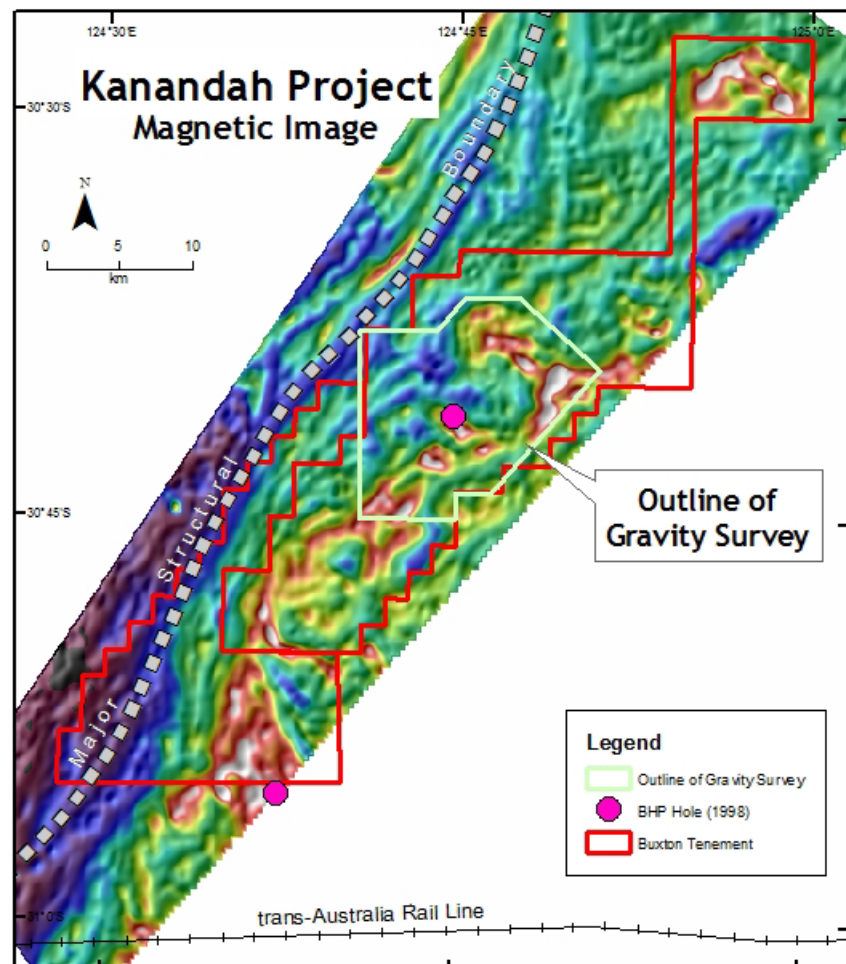 124°30'E
124°45'E
125°0'E
Kanandah Project
Magnetic Image
30°30'S
N
0 5 10
km
Major Structural Boundary
30°45'S
Outline of
Gravity Survey
Legend
Outline of Gravity Survey
BHP Hole (1998)
Buxton Tenement
31°0'S
trans-Australia Rail Line